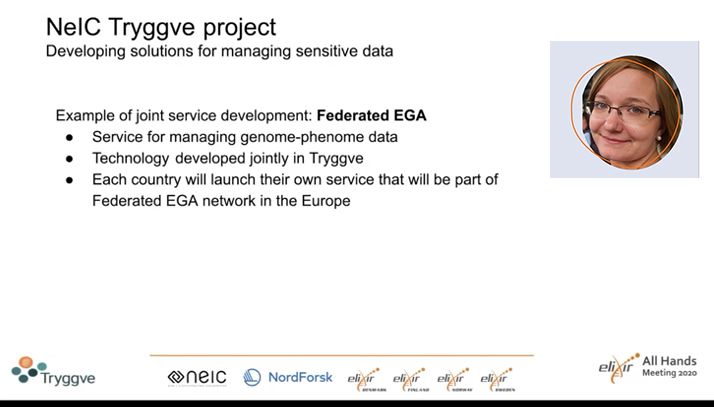 NeIC Tryggve project
Developing solutions for managing sensitive data
Example of joint service development: Federated EGA
● Service for managing genome-phenome data
● Technology developed jointly in Tryggve
● Each country will launch their own service that will be part of
Federated EGA network in the Europe
Tryggve
neic
NordForsk
elixir
DENMARK
elixir
FINLAND
elixir
NORWAY
elixir
SWEDEN
elixir
All Hands
Meeting 2020